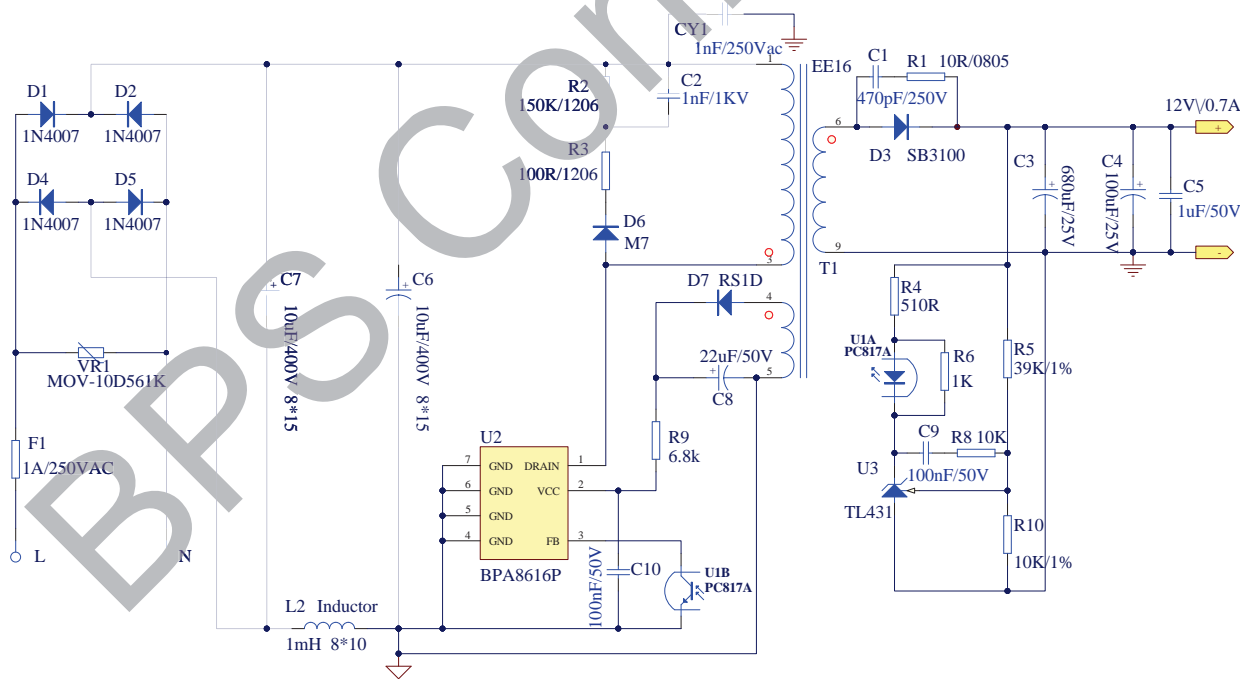 CY1
1nF/250Vac
1
EE16
C1
R1 10R/0805
D1
D2
R2
C2
470pF/250V
12V\/0.7A
1N4007
1N4007
150K/1206
1nF/1KV
6
+
D3 SB3100
R3
C3
C4
D4
D5
100R/1206
680uF/25V
100uF/25V
C5
1uF/50V
1N4007
1N4007
D6
M7
9
-
3
T1
C7
C6
D7 RS1D
4
R4
510R
10uF/400V 8*15
10uF/400V 8*15
U1A
PC817A
R6
1K
R5
39K/1%
VR1
MOV-10D561K
22uF/50V
5
C8
F1
1A/250VAC
U2
R9
6.8k
C9
R8 10K
7 GND DRAIN 1
100nF/50V
6 GND VCC 2
U3
5 GND
TL431
4 GND FB 3
R10
10K/1%
L
N
BPA8616P
100nF/50V
C10
U1B
PC817A
L2 Inductor
1mH 8*10
BPS Con